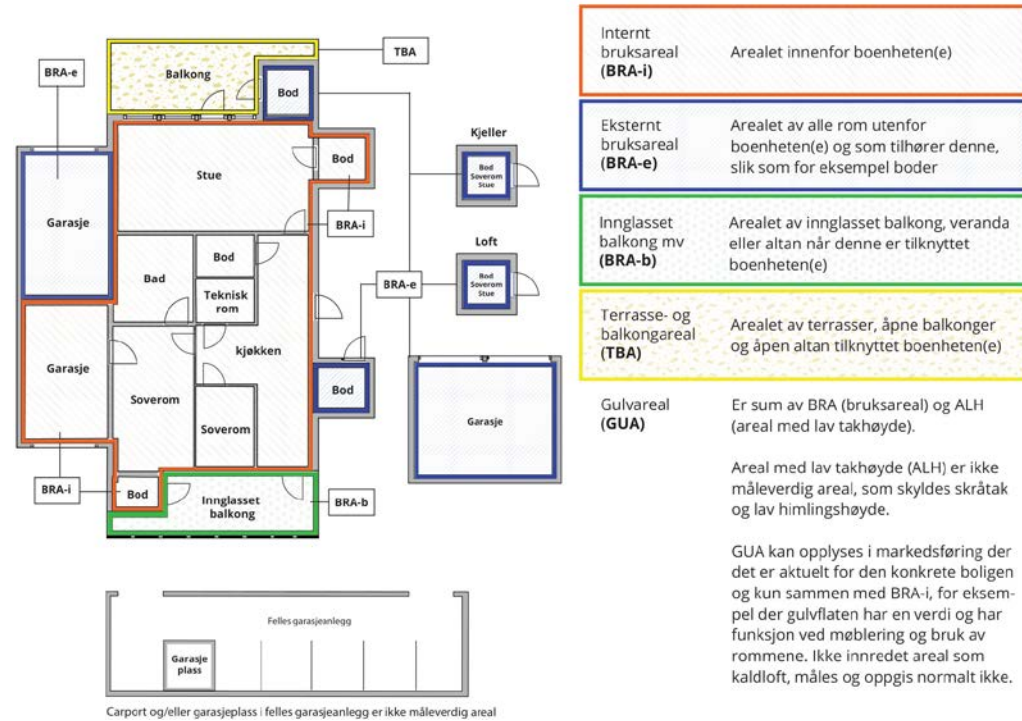 TBA
BRA-e
Balkong
Bod
Kjeller
Bod
Soverom
Stue
Stue
Bod
Garasje
BRA-i
Loft
Bod
Soverom
Stue
Bad
Bod
Teknisk
rom
BRA-e
kjøkken
Garasje
Soverom
Bod
Soverom
Garasje
BRA-i
Bod
Innglasset
balkong
BRA-b
Felles garasjeanlegg
Garasje
plass
Carport og/eller garasjeplass i felles garasjeanlegg er ikke måleverdig areal
Internt
bruksareal
(BRA-i)
Arealet innenfor boenheten(e)
Eksternt
bruksareal
(BRA-e)
Arealet av alle rom utenfor
boenheten(e) og som tilhører denne,
slik som for eksempel boder
Innglasset
balkong mv
(BRA-b)
Arealet av innglasset balkong, veranda
eller altan når denne er tilknyttet
boenheten(e)
Terrasse- og
balkongareal
(TBA)
Arealet av terrasser, åpne balkonger
og åpen altan tilknyttet boenheten(e)
Gulvareal
(GUA)
Er sum av BRA (bruksareal) og ALH
(areal med lav takhøyde).
Areal med lav takhøyde (ALH) er ikke
måleverdig areal, som skyldes skråtak
og lav himlingshøyde.
GUA kan opplyses i markedsføring der
det er aktuelt for den konkrete boligen
og kun sammen med BRA-i, for eksem-
pel der gulvflaten har en verdi og har
funksjon ved møblering og bruk av
rommene. Ikke innredet areal som
kaldloft, måles og oppgis normalt ikke.